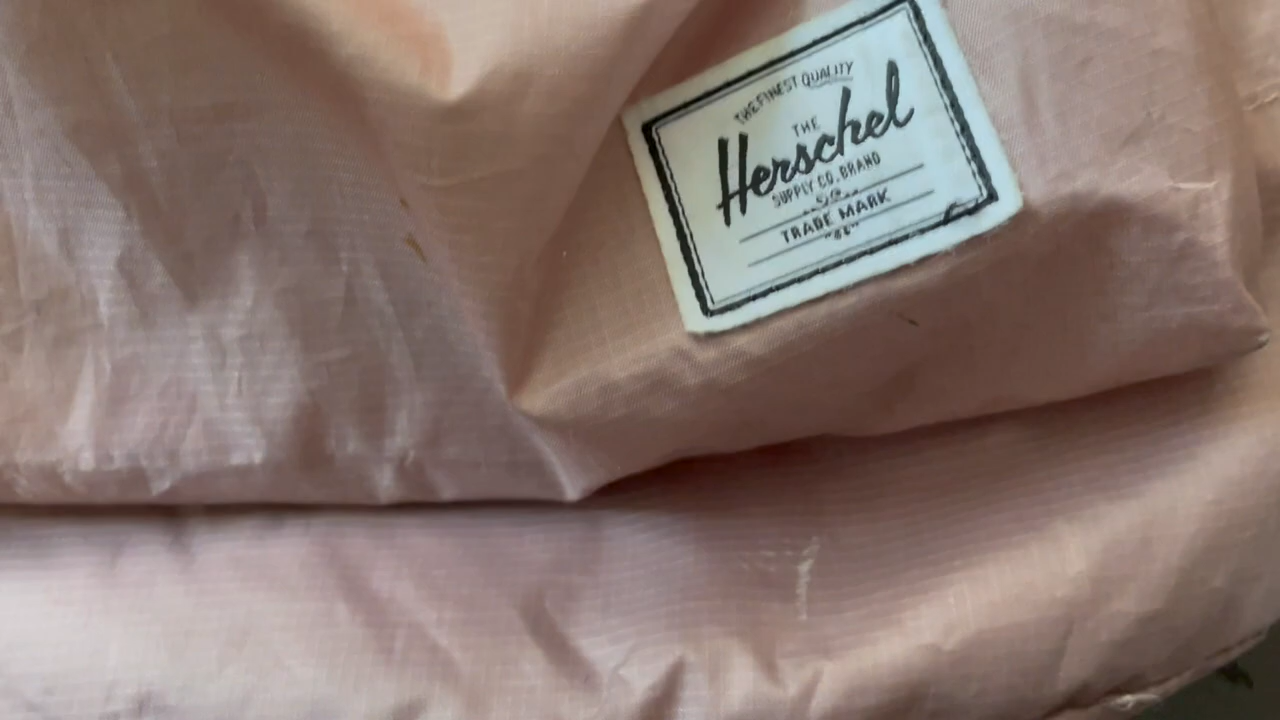 THE FINEST QUALITY
THE
Herschel
SUPPLY CO. BRAND
TRADE MARK